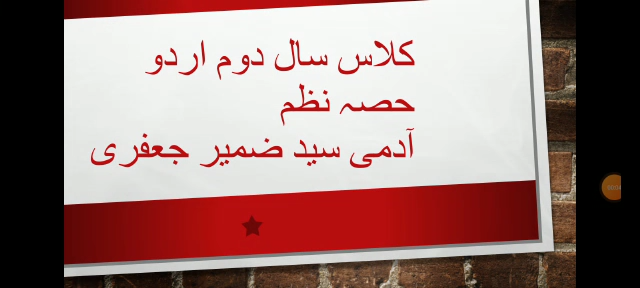 کلاس سال دوم اردو
حصہ نظم
آدمی سید ضمیر جعفری